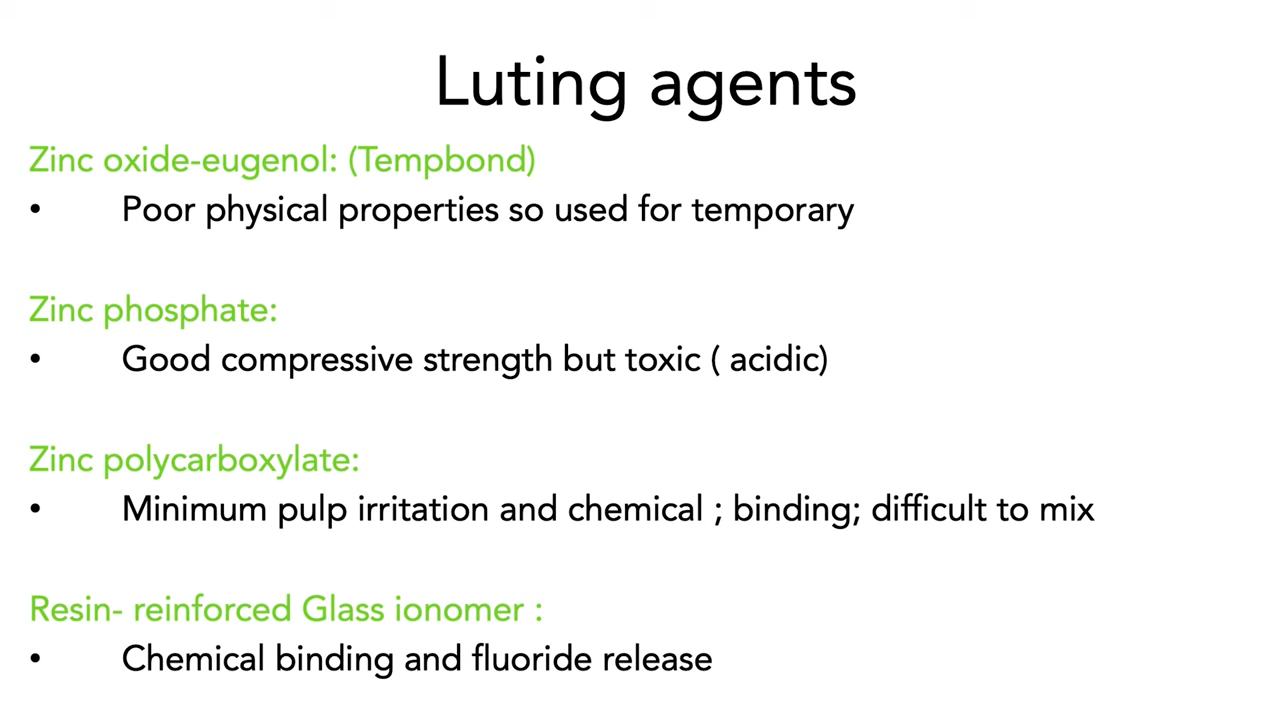 Luting agents
Zinc oxide-eugenol: (Tempbond)
• Poor physical properties so used for temporary
Zinc phosphate:
• Good compressive strength but toxic ( acidic)
Zinc polycarboxylate:
• Minimum pulp irritation and chemical ; binding; difficult to mix
Resin- reinforced Glass ionomer :
• Chemical binding and fluoride release